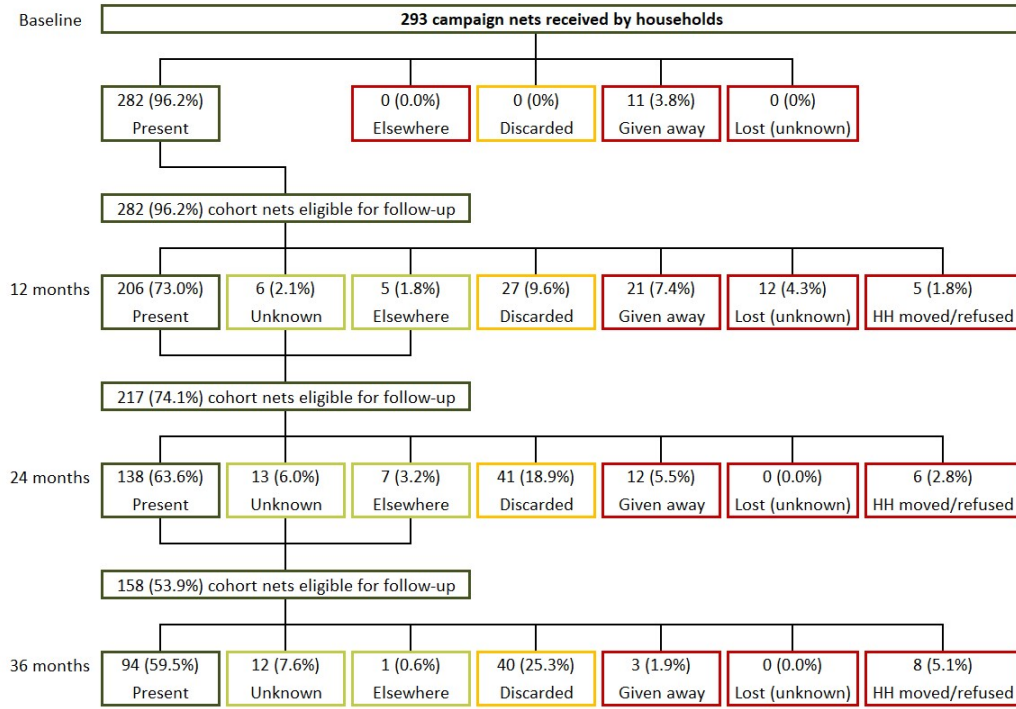 Baseline
293 campaign nets received by households
282 (96.2%)
Present
0 (0.0%)
Elsewhere
0 (0%)
Discarded
11 (3.8%)
Given away
0 (0%)
Lost (unknown)
282 (96.2%) cohort nets eligible for follow-up
12 months
206 (73.0%)
Present
6 (2.1%)
Unknown
5 (1.8%)
Elsewhere
27 (9.6%)
Discarded
21 (7.4%)
Given away
12 (4.3%)
Lost (unknown)
5 (1.8%)
HH moved/refused
217 (74.1%) cohort nets eligible for follow-up
24 months
138 (63.6%)
Present
13 (6.0%)
Unknown
7 (3.2%)
Elsewhere
41 (18.9%)
Discarded
12 (5.5%)
Given away
0 (0.0%)
Lost (unknown)
6 (2.8%)
HH moved/refused
158 (53.9%) cohort nets eligible for follow-up
36 months
94 (59.5%)
Present
12 (7.6%)
Unknown
1 (0.6%)
Elsewhere
40 (25.3%)
Discarded
3 (1.9%)
Given away
0 (0.0%)
Lost (unknown)
8 (5.1%)
HH moved/refused